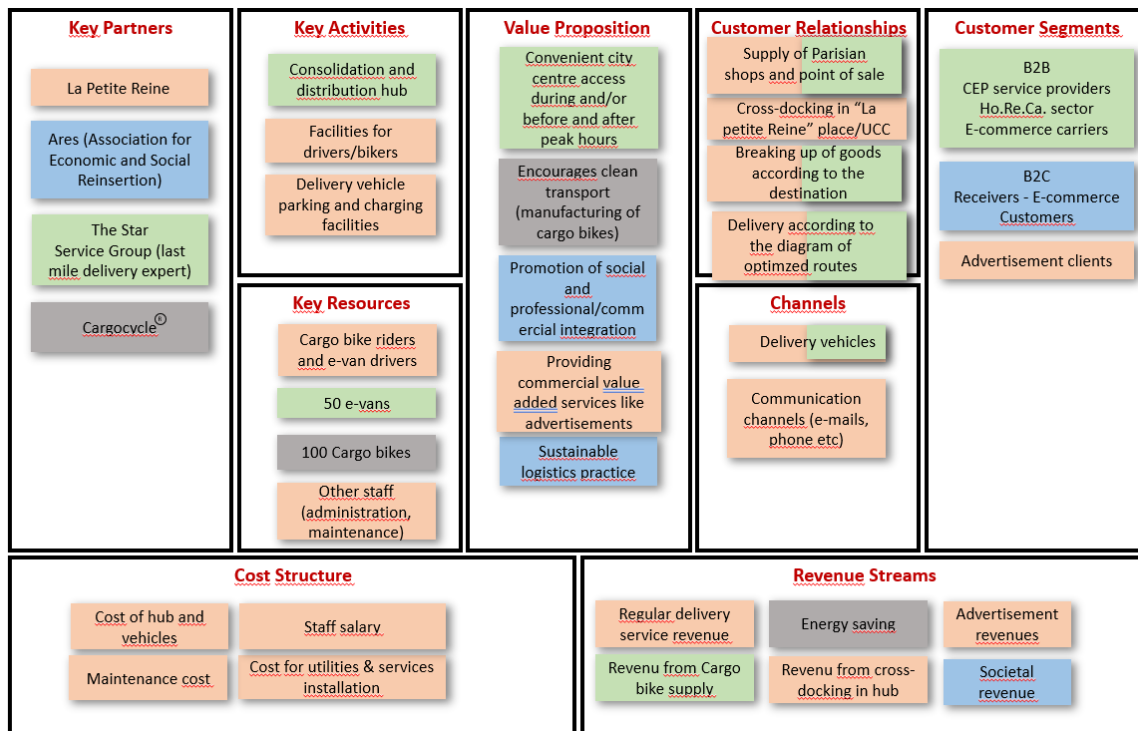 Key Partners
La Petite Reine
Ares (Association for
Economic and Social
Reinsertion)
The Star
Service Group (last
mile delivery expert)
Cargocycle®
Key Activities
Consolidation and
distribution hub
Facilities for
drivers/bikers
Delivery vehicle
parking and charging
facilities
Key Resources
Cargo bike riders
and e-van drivers
50 e-vans
100 Cargo bikes
Other staff
(administration,
maintenance)
Value Proposition
Convenient city
centre access
during and/or
before and after
peak hours
Encourages clean
transport
(manufacturing of
cargo bikes)
Promotion of social
and
professional/comm
ercial integration
Providing
commercial value
added services like
advertisements
Sustainable
logistics practice
Customer Relationships
Supply of Parisian
shops and point of sale
Cross-docking in “La
petite Reine” place/UCC
Breaking up of goods
according to the
destination
Delivery according to
the diagram of
optimzed routes
Channels
Delivery vehicles
Communication
channels (e-mails,
phone etc)
Customer Segments
B2B
CEP service providers
Ho.Re.Ca. sector
E-commerce carriers
B2C
Receivers - E-commerce
Customers
Advertisement clients
Cost Structure
Cost of hub and
vehicles
Staff salary
Maintenance cost
Cost for utilities & services
installation
Revenue Streams
Regular delivery
service revenue
Energy saving
Advertisement
revenues
Revenu from Cargo
bike supply
Revenu from cross-
docking in hub
Societal
revenue